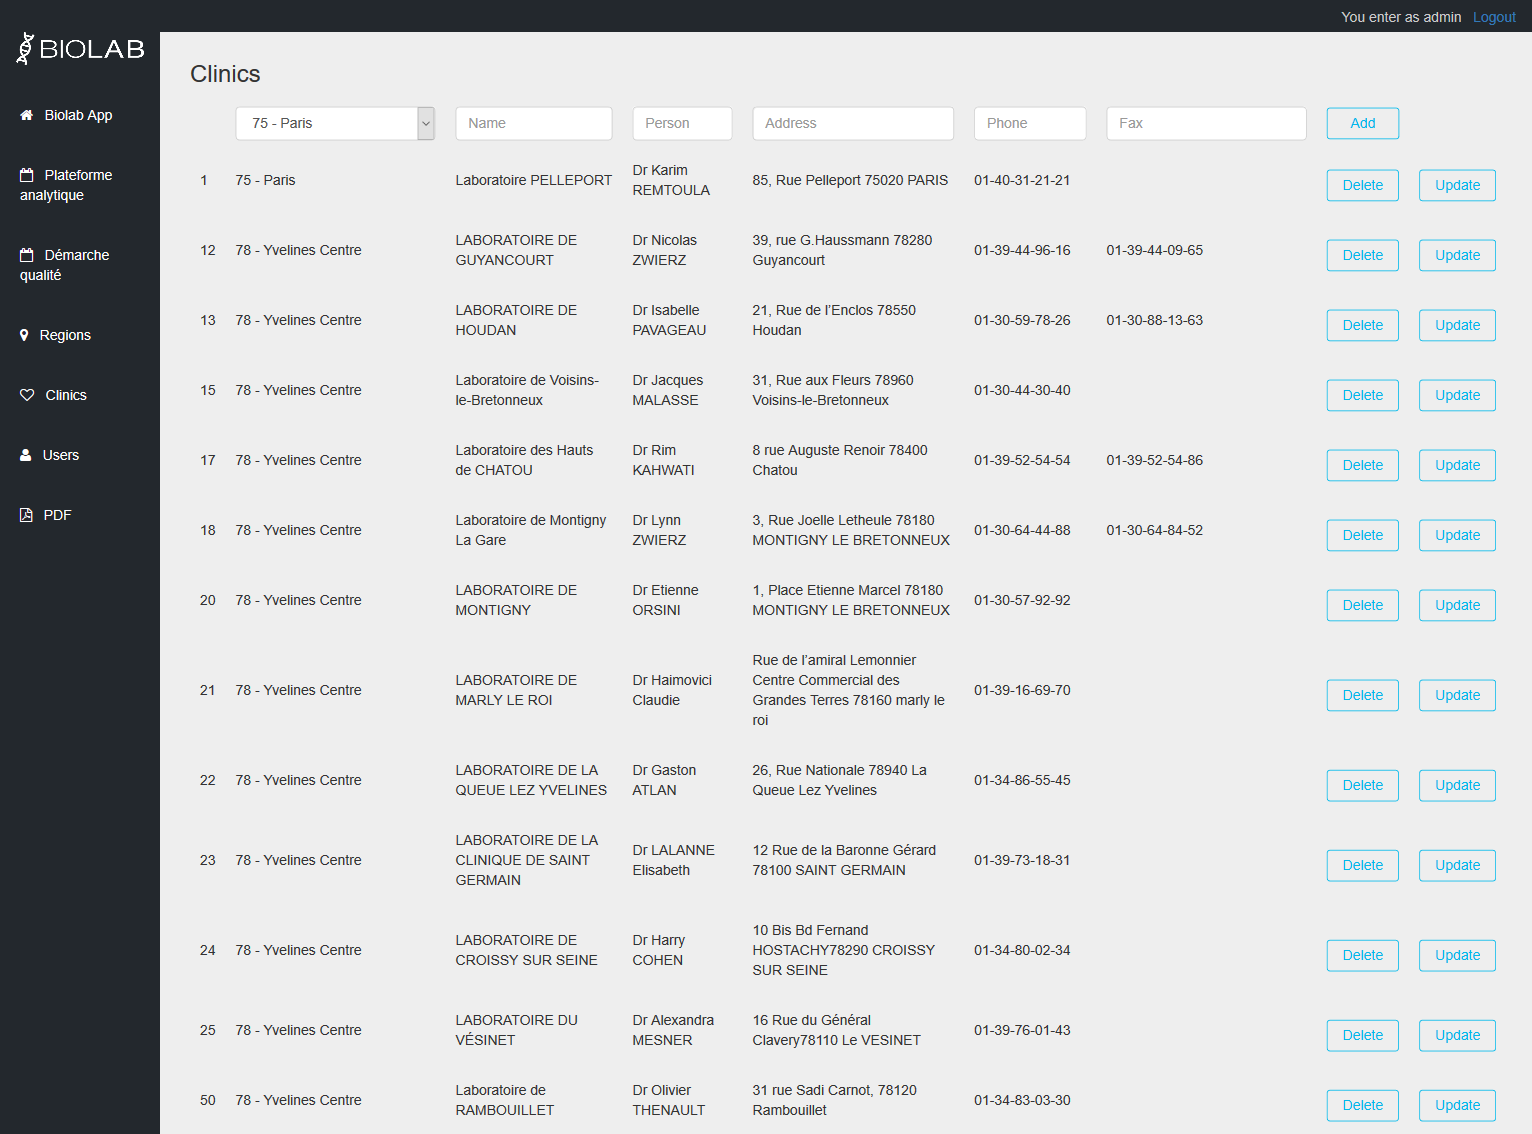 You enter as admin Logout
BIOLAB
Biolab App
Plateforme
analytique
Démarche
qualité
Regions
Clinics
Users
PDF
Clinics
75 - Paris Name Person Address Phone Fax Add
1 75 - Paris Laboratoire PELLEPORT Dr Karim
REMTOULA 85, Rue Pelleport 75020 PARIS 01-40-31-21-21 Delete Update
12 78 - Yvelines Centre LABORATOIRE DE
GUYANCOURT Dr Nicolas
ZWIERZ 39, rue G.Haussmann 78280
Guyancourt 01-39-44-96-16 01-39-44-09-65 Delete Update
13 78 - Yvelines Centre LABORATOIRE DE
HOUDAN Dr Isabelle
PAVAGEAU 21, Rue de l'Enclos 78550
Houdan 01-30-59-78-26 01-30-88-13-63 Delete Update
15 78 - Yvelines Centre Laboratoire de Voisins-
le-Bretonneux Dr Jacques
MALASSE 31, Rue aux Fleurs 78960
Voisins-le-Bretonneux 01-30-44-30-40 Delete Update
17 78 - Yvelines Centre Laboratoire des Hauts
de CHATOU Dr Rim
KAHWATI 8 rue Auguste Renoir 78400
Chatou 01-39-52-54-54 01-39-52-54-86 Delete Update
18 78 - Yvelines Centre Laboratoire de Montigny
La Gare Dr Lynn
ZWIERZ 3, Rue Joelle Letheule 78180
MONTIGNY LE BRETONNEUX 01-30-64-44-88 01-30-64-84-52 Delete Update
20 78 - Yvelines Centre LABORATOIRE DE
MONTIGNY Dr Etienne
ORSINI 1, Place Etienne Marcel 78180
MONTIGNY LE BRETONNEUX 01-30-57-92-92 Delete Update
21 78 - Yvelines Centre LABORATOIRE DE
MARLY LE ROI Dr Haimovici
Claudie Rue de l'amiral Lemonnier
Centre Commercial des
Grandes Terres 78160 marly le
roi 01-39-16-69-70 Delete Update
22 78 - Yvelines Centre LABORATOIRE DE LA
QUEUE LEZ YVELINES Dr Gaston
ATLAN 26, Rue Nationale 78940 La
Queue Lez Yvelines 01-34-86-55-45 Delete Update
23 78 - Yvelines Centre LABORATOIRE DE LA
CLINIQUE DE SAINT
GERMAIN Dr LALANNE
Elisabeth 12 Rue de la Baronne Gérard
78100 SAINT GERMAIN 01-39-73-18-31 Delete Update
24 78 - Yvelines Centre LABORATOIRE DE
CROISSY SUR SEINE Dr Harry
COHEN 10 Bis Bd Fernand
HOSTACHY78290 CROISSY
SUR SEINE 01-34-80-02-34 Delete Update
25 78 - Yvelines Centre LABORATOIRE DU
VÉSINET Dr Alexandra
MESNER 16 Rue du Général
Clavery78110 Le VESINET 01-39-76-01-43 Delete Update
50 78 - Yvelines Centre Laboratoire de
RAMBOUILLET Dr Olivier
THENAULT 31 rue Sadi Carnot, 78120
Rambouillet 01-34-83-03-30 Delete Update